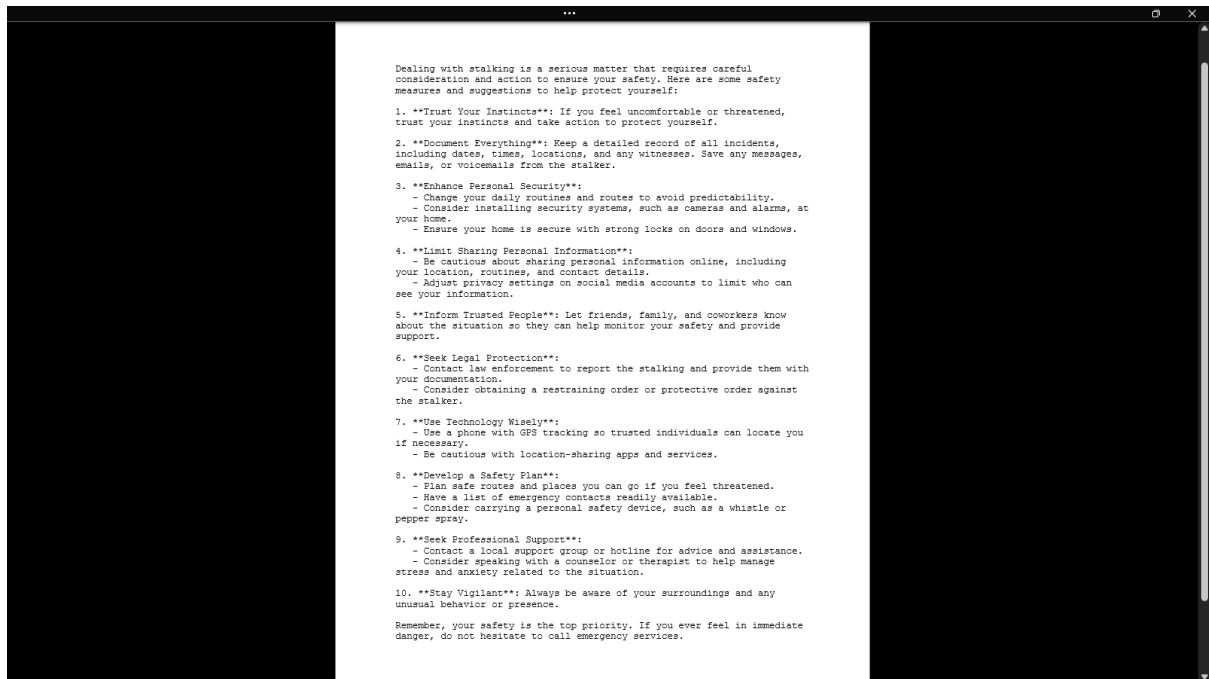 Dealing with stalking is a serious matter that requires careful
consideration and action to ensure your safety. Here are some safety
measures and suggestions to help protect yourself:
1. **Trust Your Instincts**: If you feel uncomfortable or threatened,
trust your instincts and take action to protect yourself.
2. **Document Everything**: Keep a detailed record of all incidents,
including dates, times, locations, and any witnesses. Save any messages,
emails, or voicemails from the stalker.
3. **Enhance Personal Security**:
- Change your daily routines and routes to avoid predictability.
- Consider installing security systems, such as cameras and alarms, at
your home.
- Ensure your home is secure with strong locks on doors and windows.
4. **Limit Sharing Personal Information**:
- Be cautious about sharing personal information online, including
your location, routines, and contact details.
- Adjust privacy settings on social media accounts to limit who can
see your information.
5. **Inform Trusted People**: Let friends, family, and coworkers know
about the situation so they can help monitor your safety and provide
support.
6. **Seek Legal Protection**:
- Contact law enforcement to report the stalking and provide them with
your documentation.
- Consider obtaining a restraining order or protective order against
the stalker.
7. **Use Technology Wisely**:
- Use a phone with GPS tracking so trusted individuals can locate you
if necessary.
- Be cautious with location-sharing apps and services.
8. **Develop a Safety Plan**:
- Plan safe routes and places you can go if you feel threatened.
- Have a list of emergency contacts readily available.
- Consider carrying a personal safety device, such as a whistle or
pepper spray.
9. **Seek Professional Support**:
- Contact a local support group or hotline for advice and assistance.
- Consider speaking with a counselor or therapist to help manage
stress and anxiety related to the situation.
10. **Stay Vigilant**: Always be aware of your surroundings and any
unusual behavior or presence.
Remember, your safety is the top priority. If you ever feel in immediate
danger, do not hesitate to call emergency services.